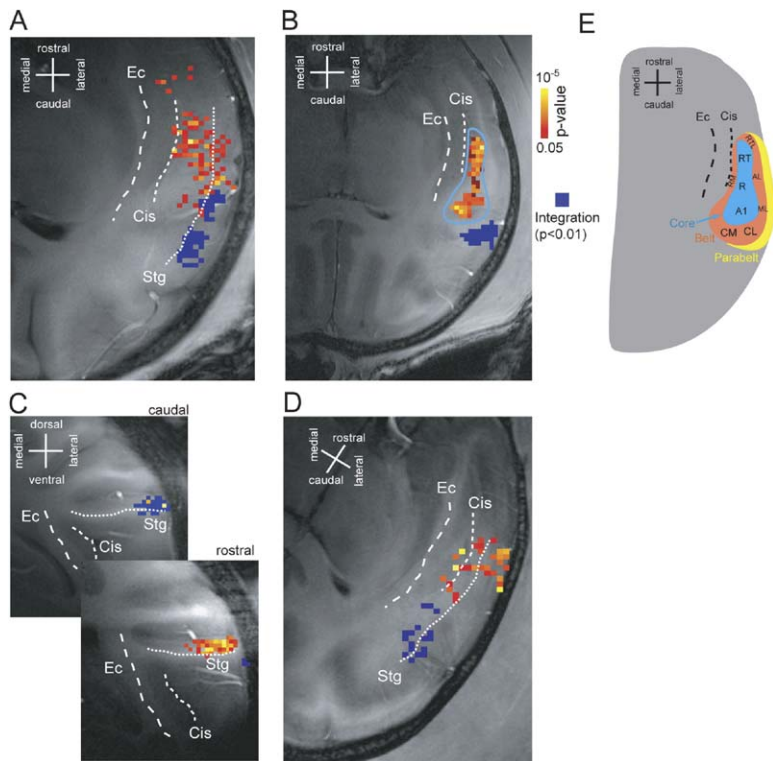 A
rostral
medial
lateral
caudal
Ec
Cis
Stg
B
rostral
medial
lateral
caudal
Ec
Cis
10-5
p-value
0.05
Integration
(p<0.01)
E
rostral
medial
lateral
caudal
Ec
Cis
RTL
RT
AL
R
ML
A1
Core
Belt
CM
CL
Parabelt
C
caudal
dorsal
medial
lateral
ventral
Ec
Cis
Stg
rostral
Ec
Stg
Cis
D
rostral
medial
lateral
caudal
Ec
Cis
Stg